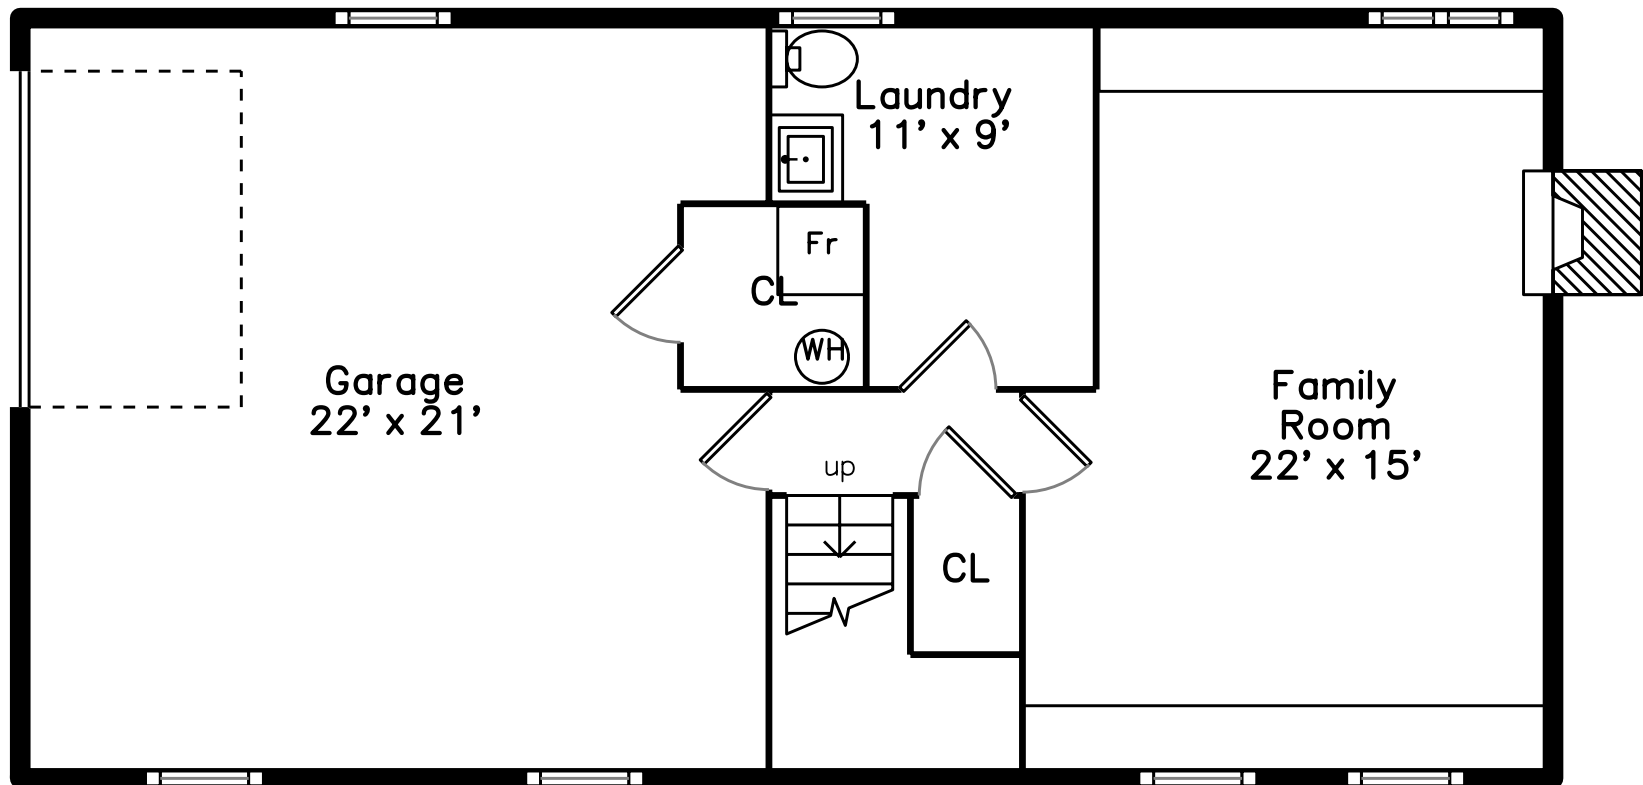 Laundry
11' x 9'
Fr
CL
WH
Garage
22' x 21'
Family
Room
22' x 15'
up
CL